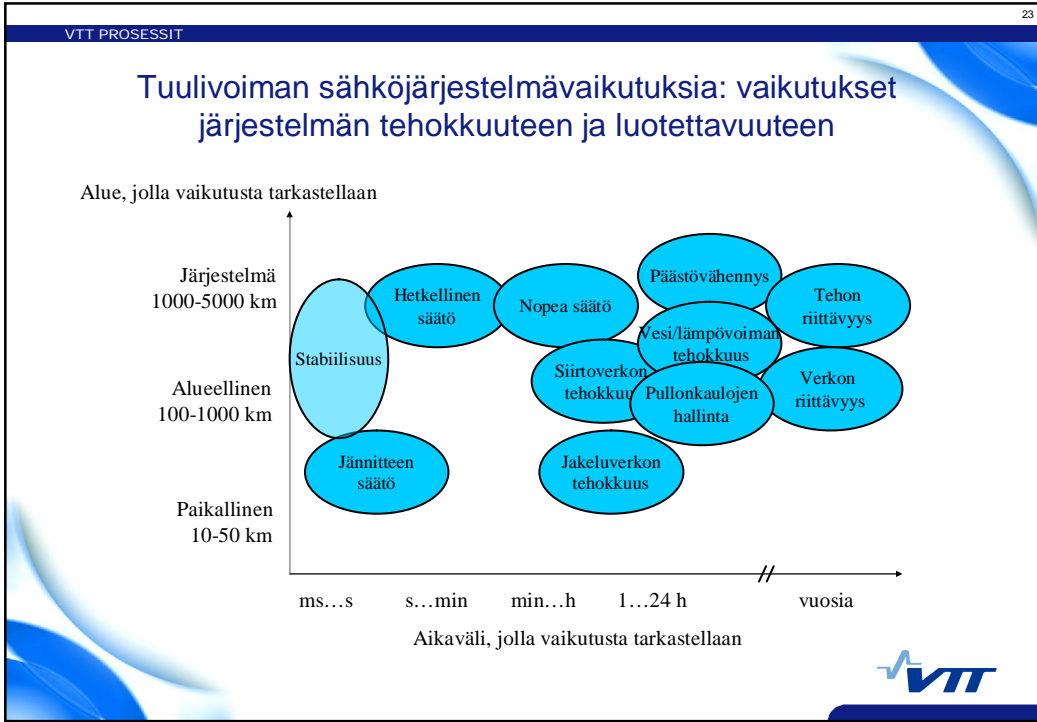 23
VTT PROSESSIT
Tuulivoiman sähköjärjestelmävaikutuksia: vaikutukset
järjestelmän tehokkuuteen ja luotettavuuteen
Alue, jolla vaikutusta tarkastellaan
Järjestelmä
1000-5000 km
Alueellinen
100-1000 km
Paikallinen
10-50 km
Stabiilisuus
Hetkellinen
säätö
Nopea säätö
Päästövähennys
Tehon
riittävyys
Vesi/lämpövoiman
tehokkuus
Siirtoverkon
tehokkuu
Pullonkaulojen
hallinta
Verkon
riittävyys
Jännitteen
säätö
Jakeluverkon
tehokkuus
ms…s
s…min
min…h
1…24 h
vuosia
Aikaväli, jolla vaikutusta tarkastellaan
VTT